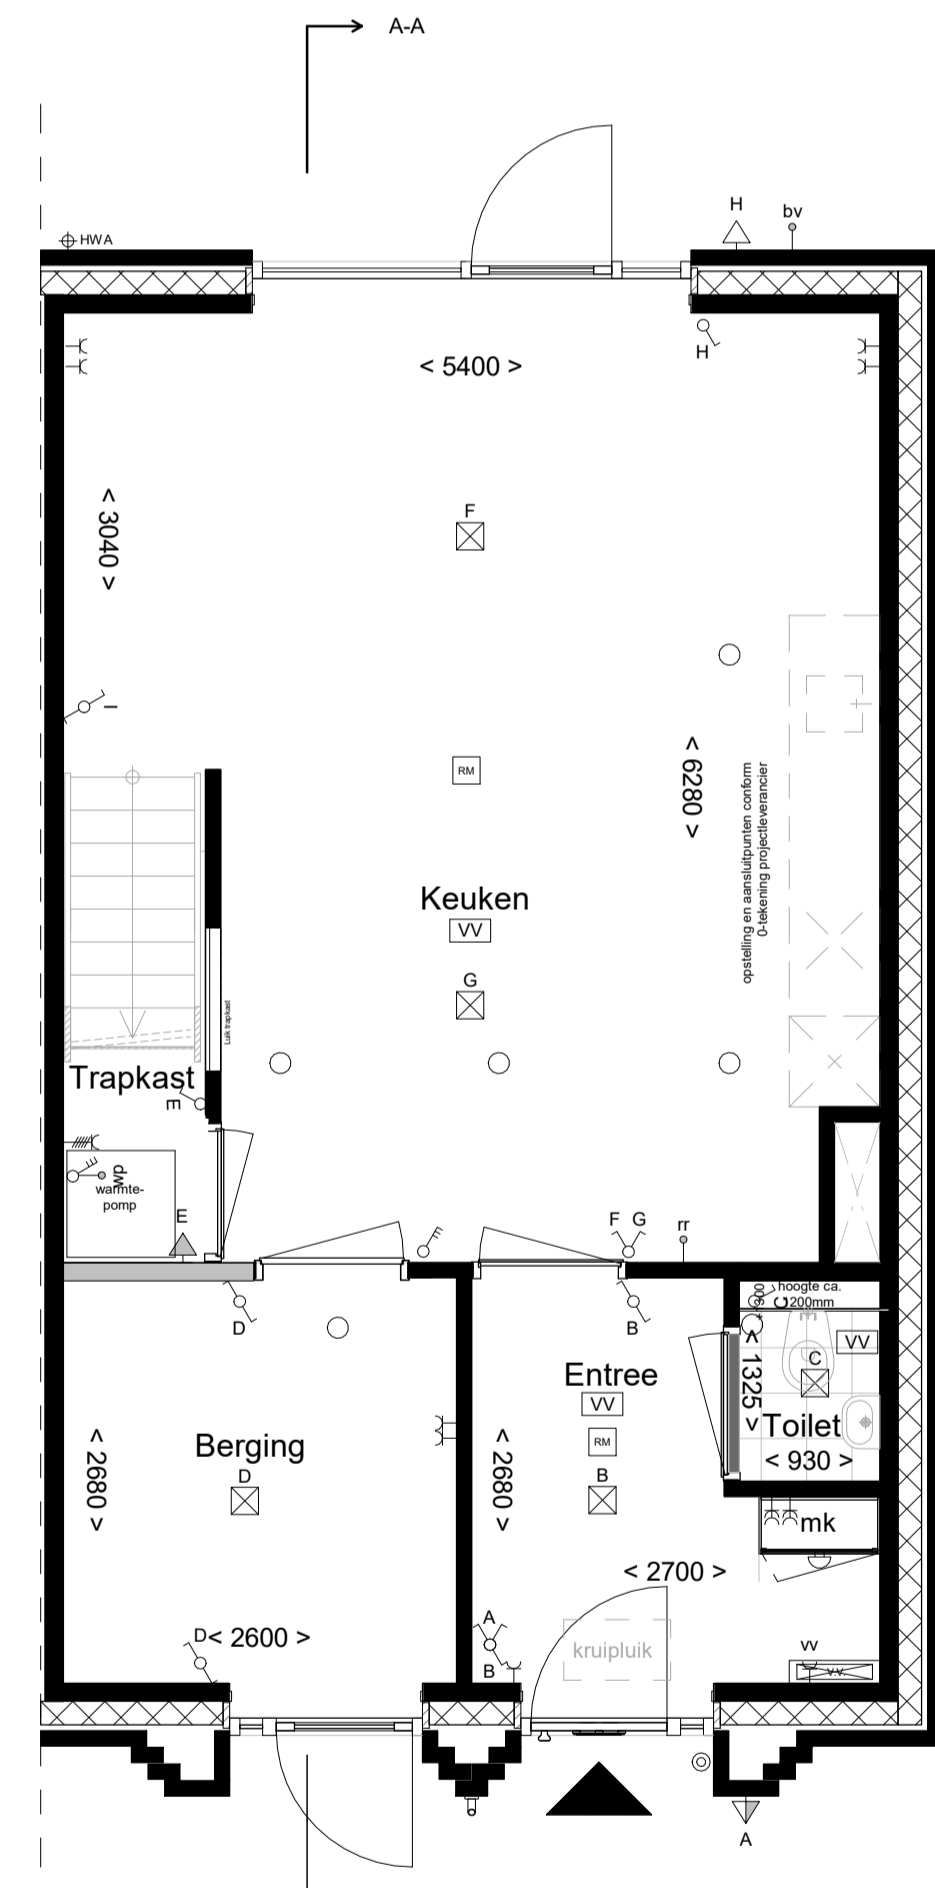 A-A
H
bv
HWA
H
< 5400 >
< 3040 >
F
I
RM
< 6280 >
opstelling en aansluitpunten conform
0-tekening projectleverancier
Keuken
VV
G
Luik trapkast
Trapkast
E
E
wp
warmte-
pomp
E
E
F G
rr
D
B
hoogte ca.
1200mm
C
VV
C
< 1325 >
Entree
VV
RM
B
Toilet
< 930 >
Berging
D
< 2680 >
< 2680 >
mk
< 2700 >
A
B
D
< 2600 >
kruipluik
vv
v.v.
A